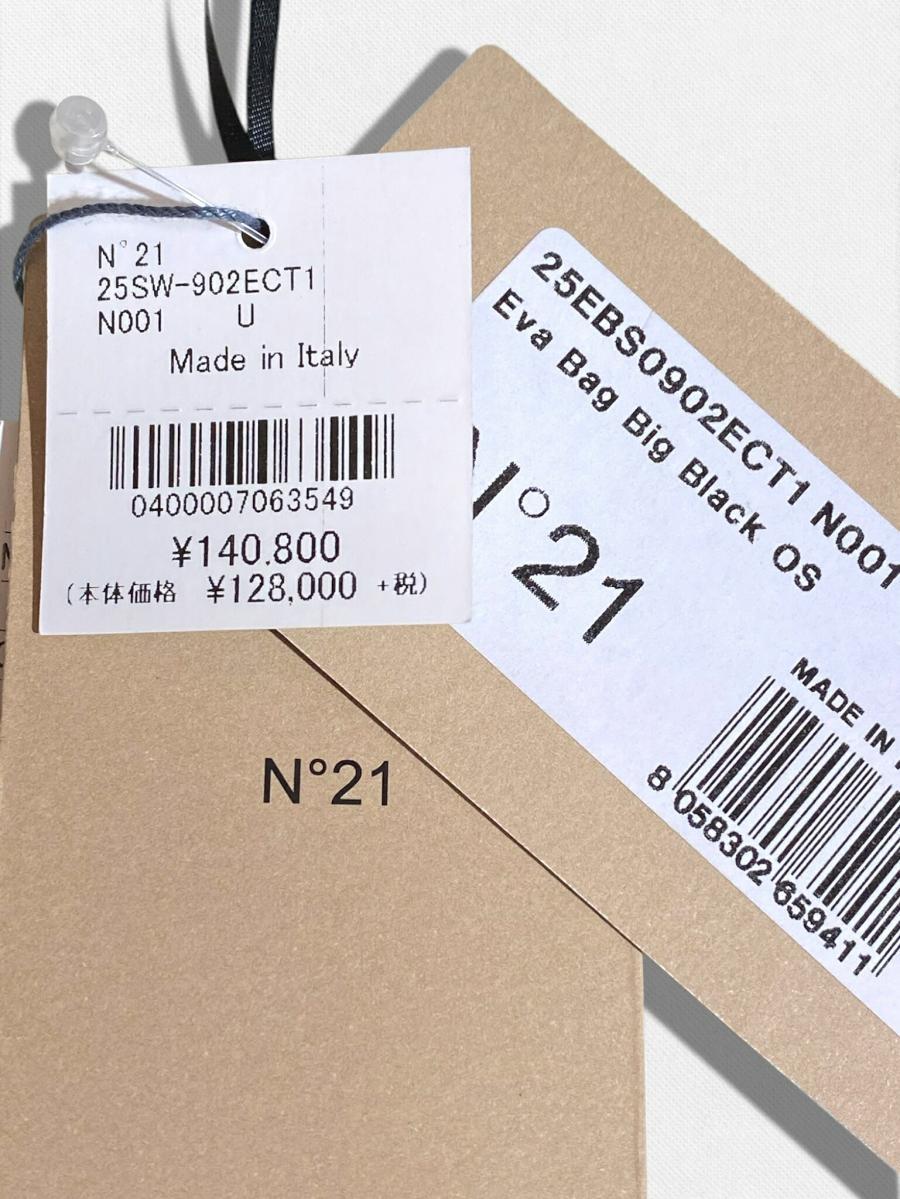 N°21
25SW-902ECT1
N001 U
Made in Italy
0400007063549
¥140.800
(本体価格 ¥128,000 +税)
25EBS0902ECT1 N001
Eva Bag Big Black OS
N°21
MADE IN
8 058302 659411
N°21